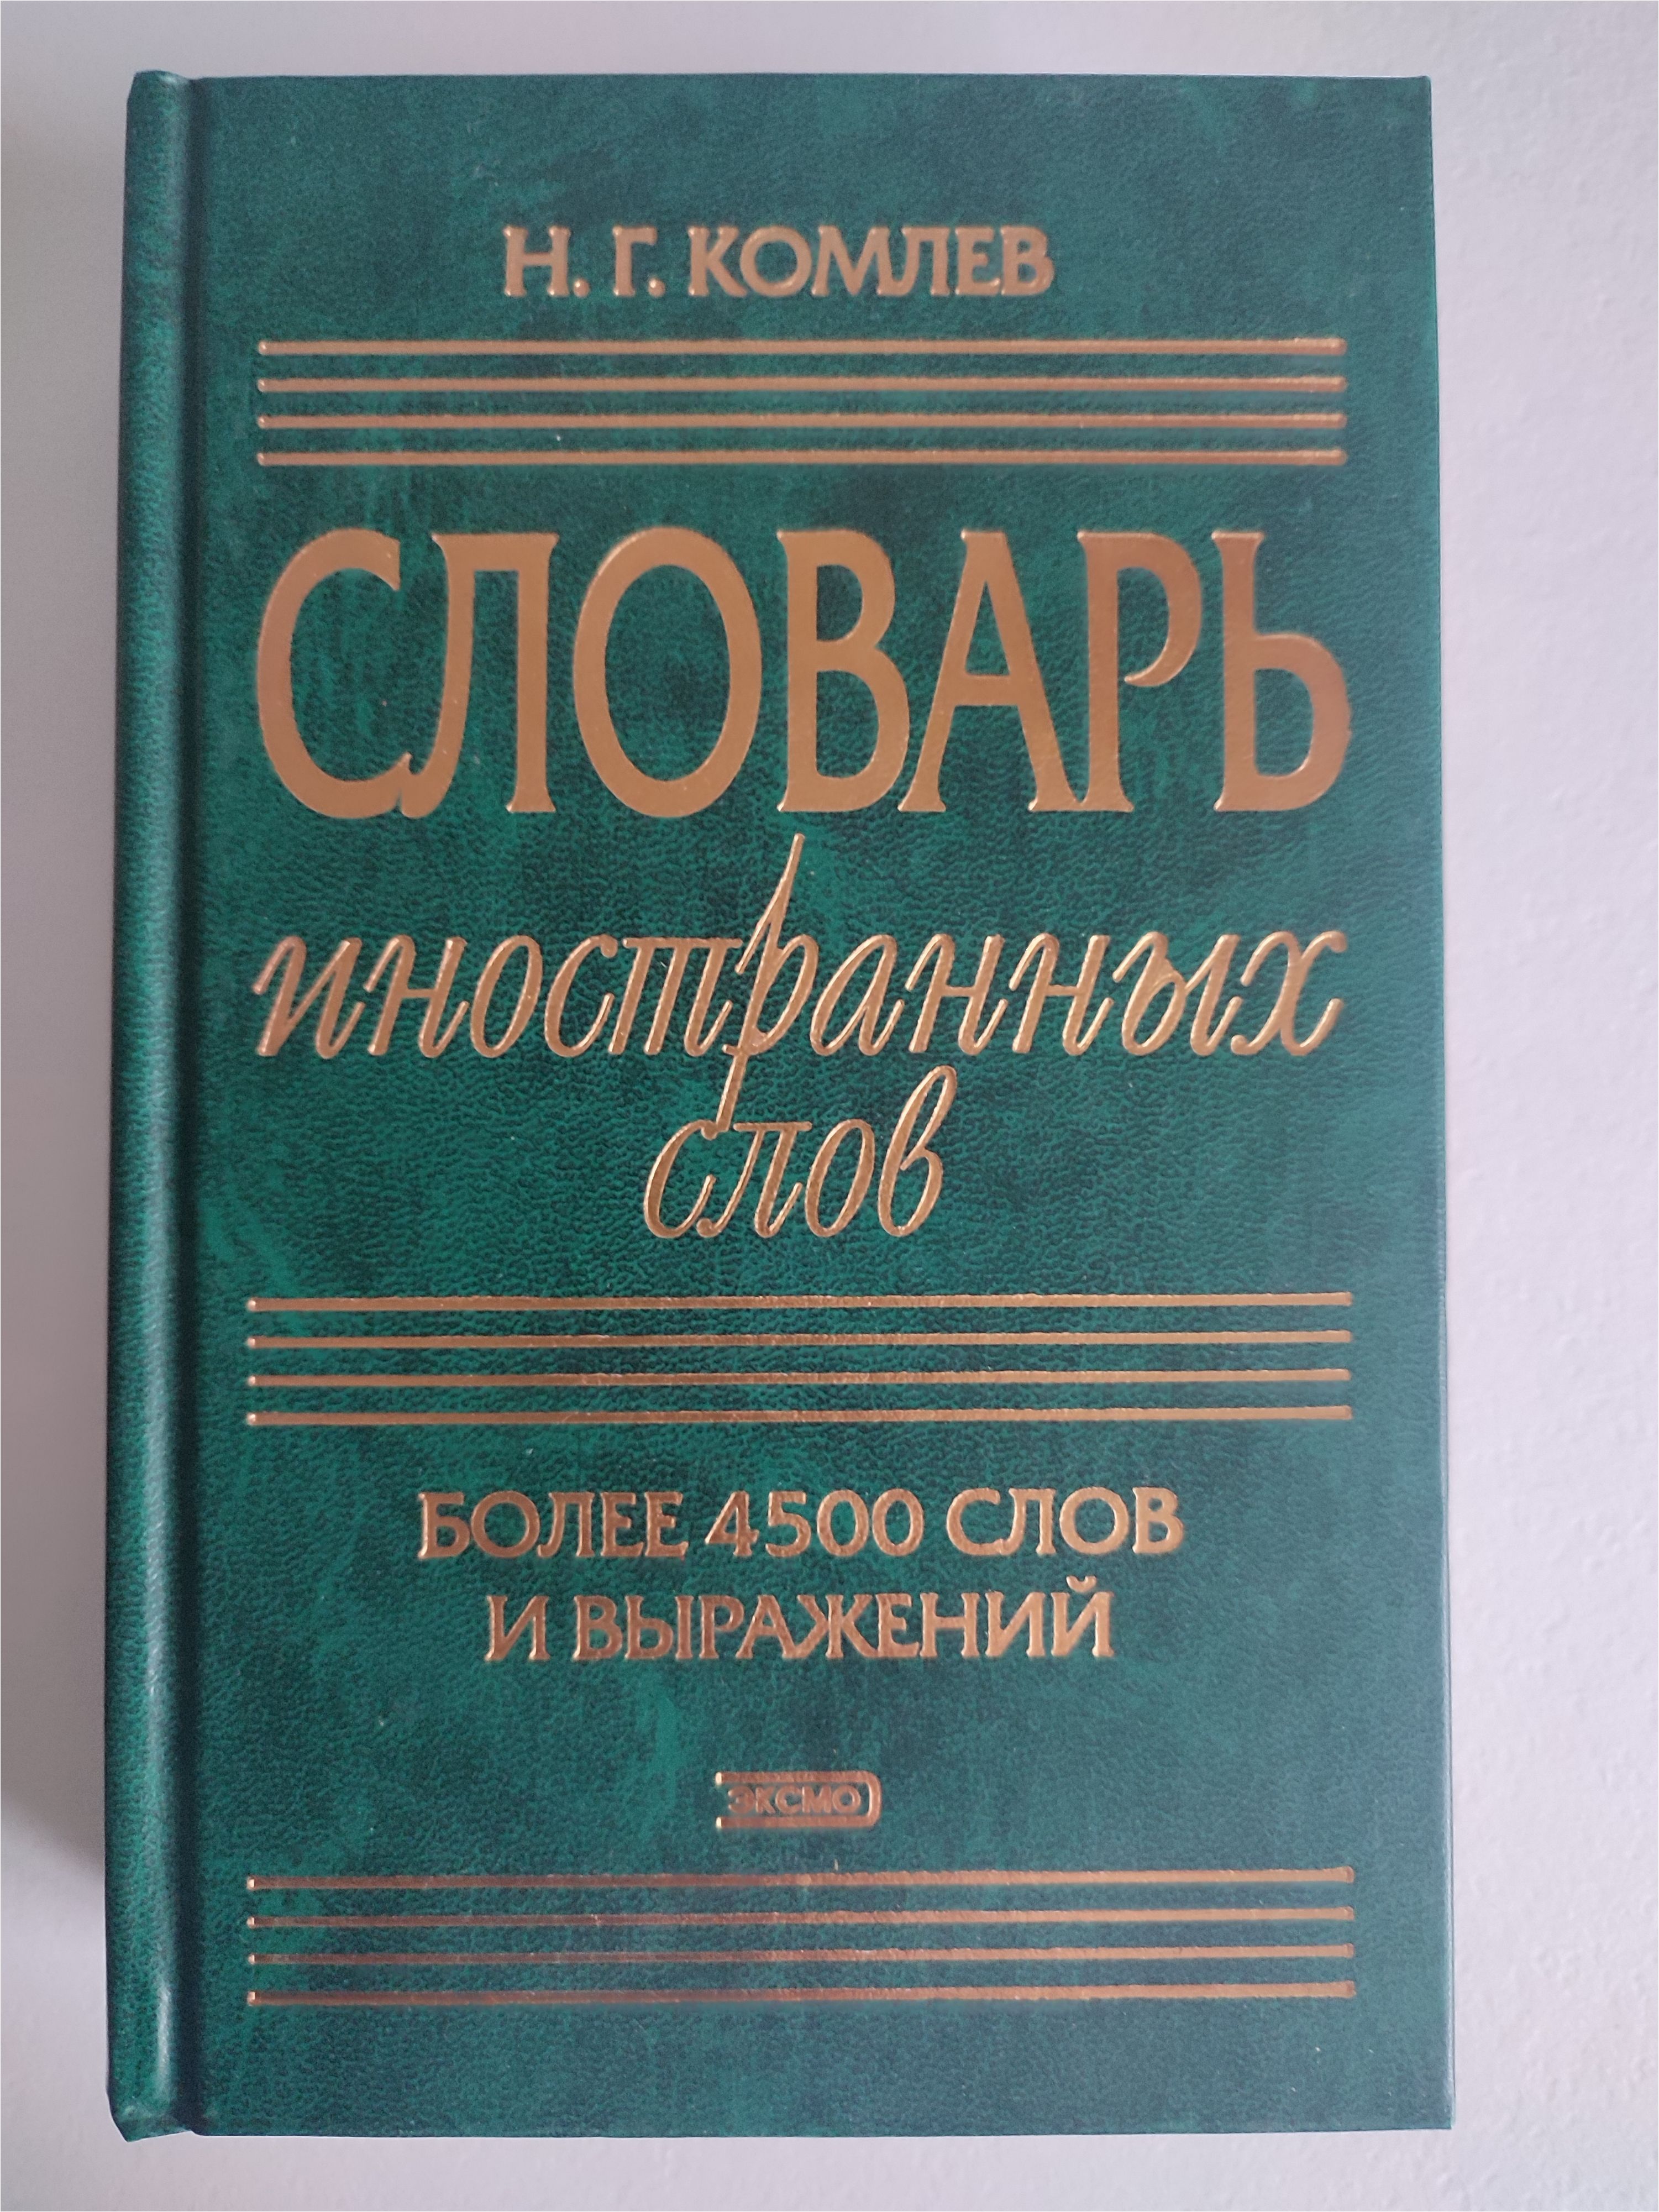 Н. Г. КОМЛЕВ
СЛОВАРЬ
иностранных
слов
БОЛЕЕ 4500 СЛОВ
И ВЫРАЖЕНИЙ
ЭКСМО